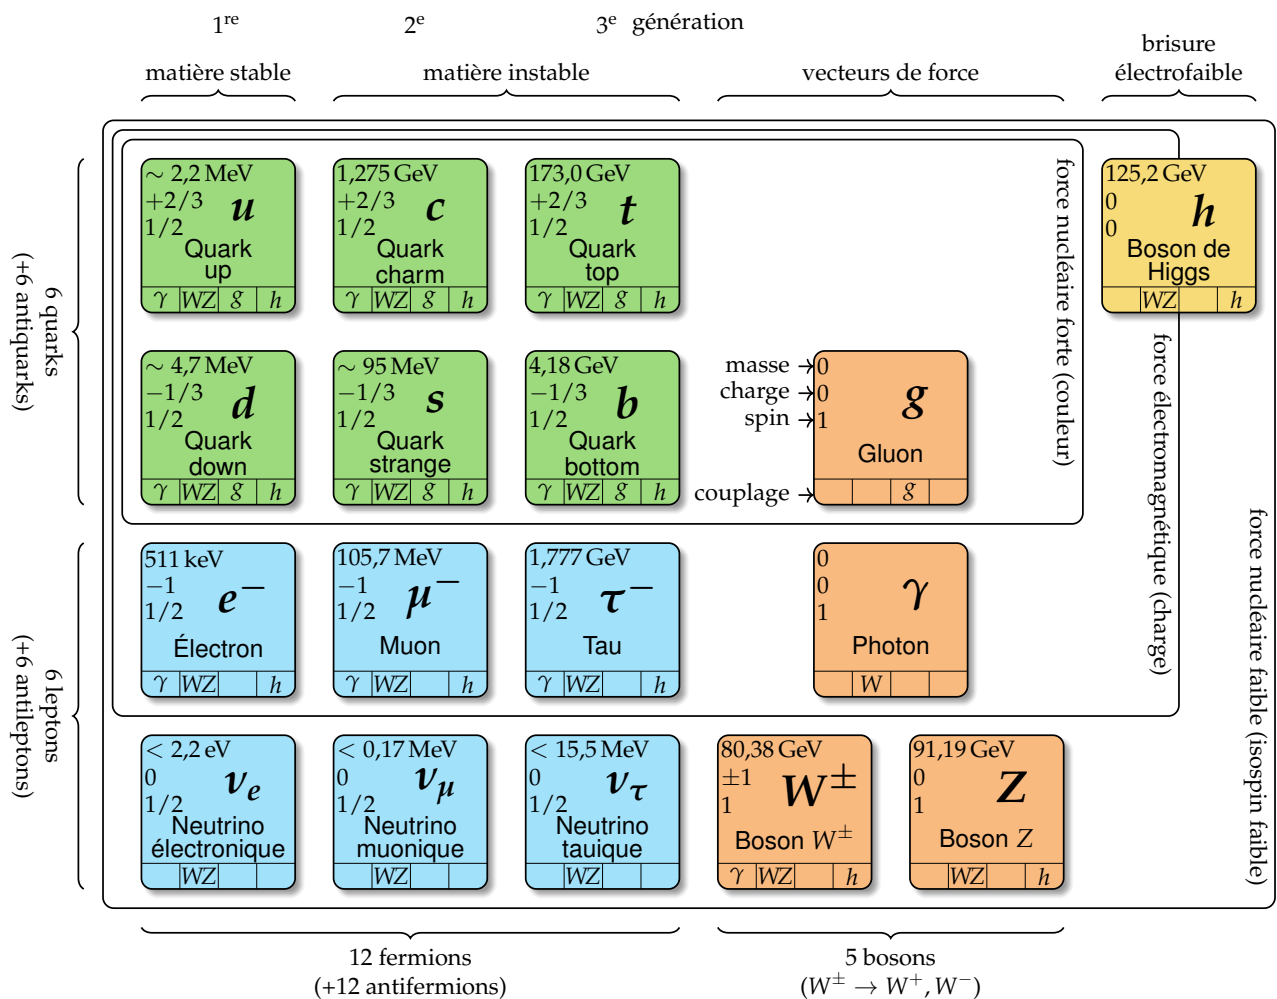 1re 2e 3e génération
matière stable
matière instable
vecteurs de force
brisure
électrofaible
6 quarks
(+6 antiquarks)
6 leptons
(+6 antileptons)
∼ 2,2 MeV
+2/3
1/2
u
Quark
up
γ WZ g h
1,275 GeV
+2/3
1/2
c
Quark
charm
γ WZ g h
173,0 GeV
+2/3
1/2
t
Quark
top
γ WZ g h
force nucléaire forte (couleur)
125,2 GeV
0
0
h
Boson de
Higgs
WZ h
∼ 4,7 MeV
−1/3
1/2
d
Quark
down
γ WZ g h
∼ 95 MeV
−1/3
1/2
s
Quark
strange
γ WZ g h
4,18 GeV
−1/3
1/2
b
Quark
bottom
γ WZ g h
masse
charge
spin
couplage
0
0
1
g
Gluon
g
force électromagnétique (charge)
force nucléaire faible (isospin faible)
511 keV
−1
1/2
e−
Électron
γ WZ h
105,7 MeV
−1
1/2
μ−
Muon
γ WZ h
1,777 GeV
−1
1/2
τ−
Tau
γ WZ h
0
0
1
γ
Photon
W
< 2,2 eV
0
1/2
νe
Neutrino
électronique
WZ
< 0,17 MeV
0
1/2
νμ
Neutrino
muonique
WZ
< 15,5 MeV
0
1/2
ντ
Neutrino
tauique
WZ
80,38 GeV
±1
1
W±
Boson W±
γ WZ h
91,19 GeV
0
1
Z
Boson Z
WZ h
12 fermions
(+12 antifermions)
5 bosons
(W± → W+, W−)